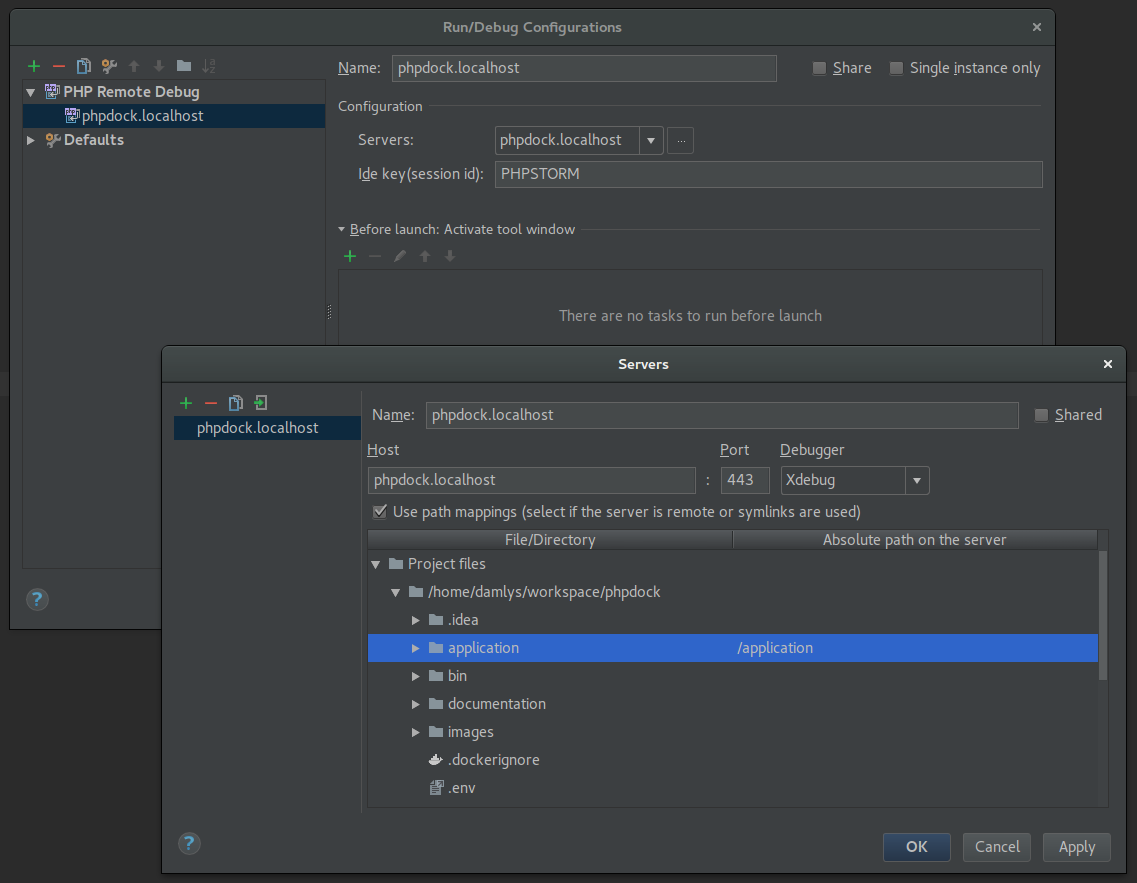 Run/Debug Configurations
Name: phpdock.localhost Share Single instance only
PHP Remote Debug
phpdock.localhost
Defaults
Configuration
Servers: phpdock.localhost ...
Ide key(session id): PHPSTORM
Before launch: Activate tool window
There are no tasks to run before launch
?
Servers
phpdock.localhost
Name: phpdock.localhost Shared
Host Port Debugger
phpdock.localhost : 443 Xdebug
Use path mappings (select if the server is remote or symlinks are used)
File/Directory Absolute path on the server
Project files
/home/damlys/workspace/phpdock
.idea
application /application
bin
documentation
images
.dockerignore
.env
? OK Cancel Apply